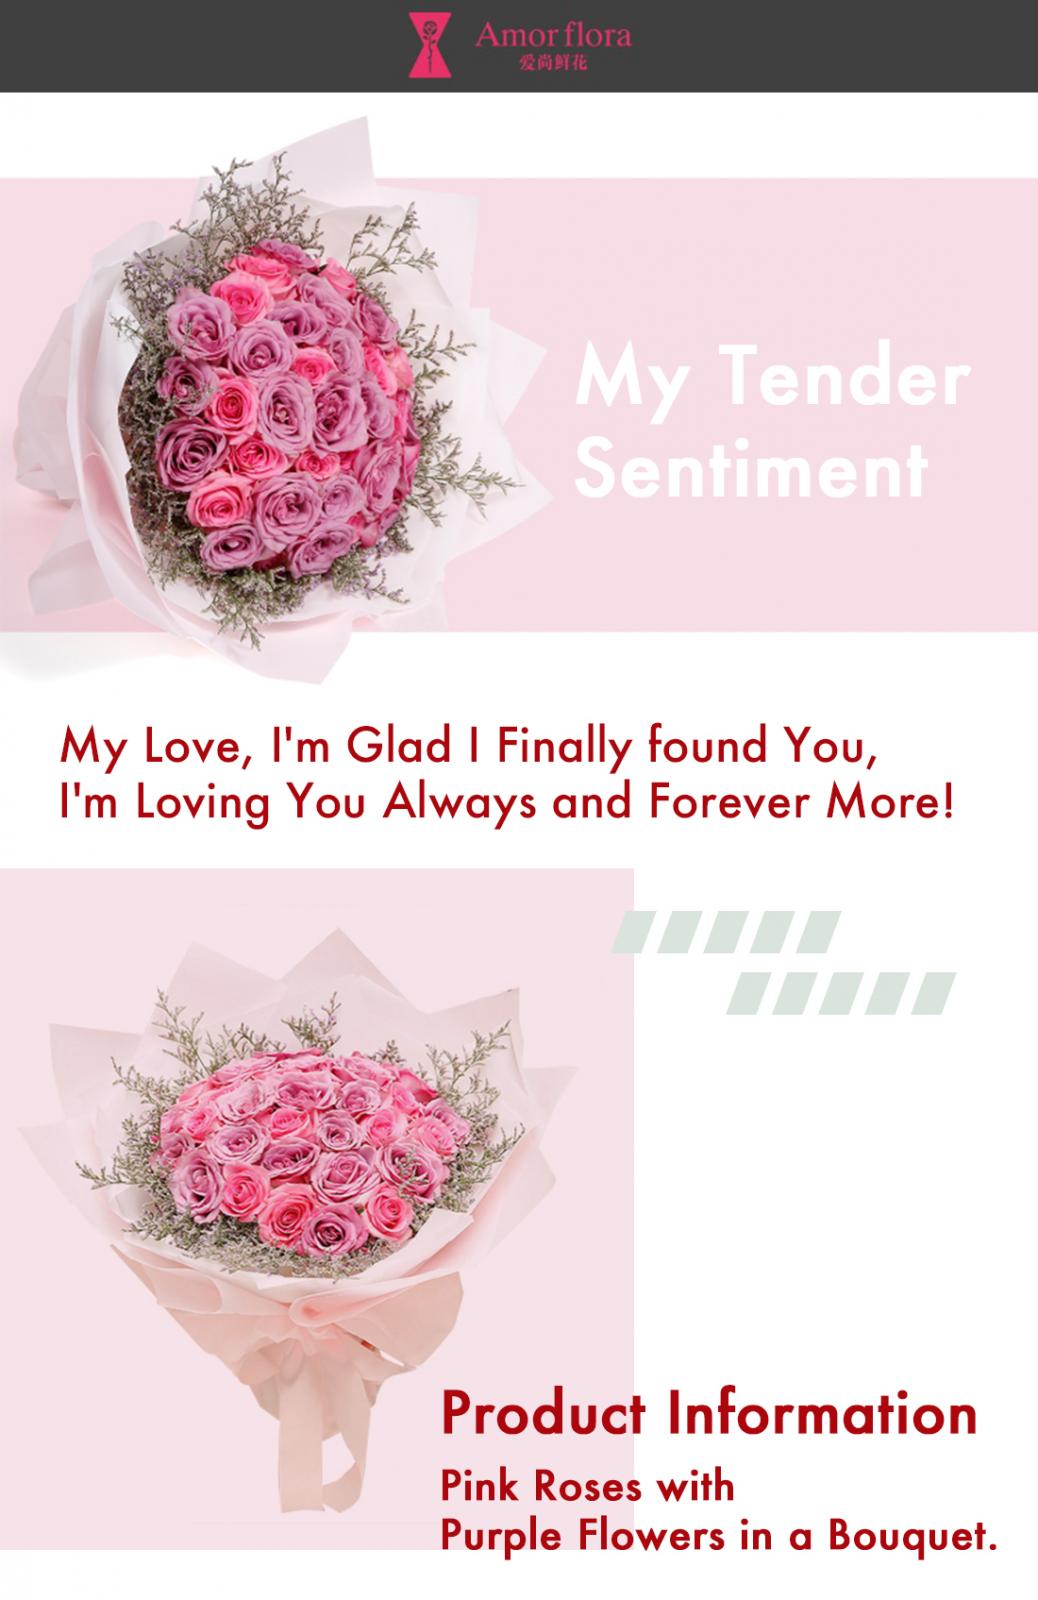 Amor flora
爱尚鲜花
My Tender
Sentiment
My Love, I'm Glad I Finally found You,
I'm Loving You Always and Forever More!
Product Information
Pink Roses with
Purple Flowers in a Bouquet.